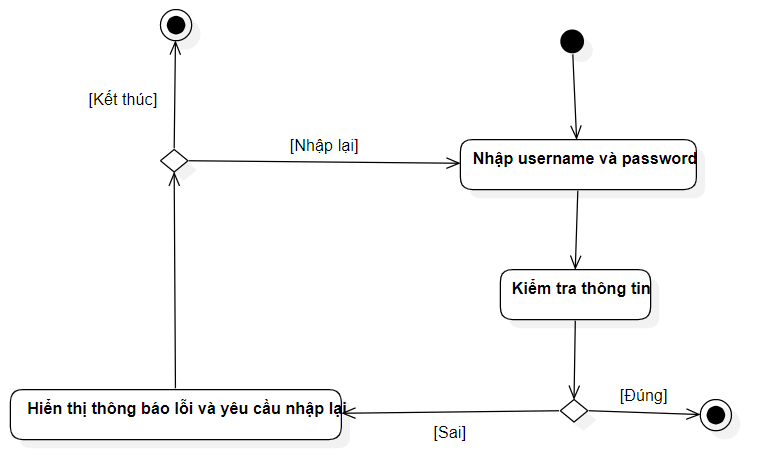 [Kết thúc]
[Nhập lại]
Nhập username và password
Kiểm tra thông tin
[Đúng]
Hiển thị thông báo lỗi và yêu cầu nhập lại
[Sai]